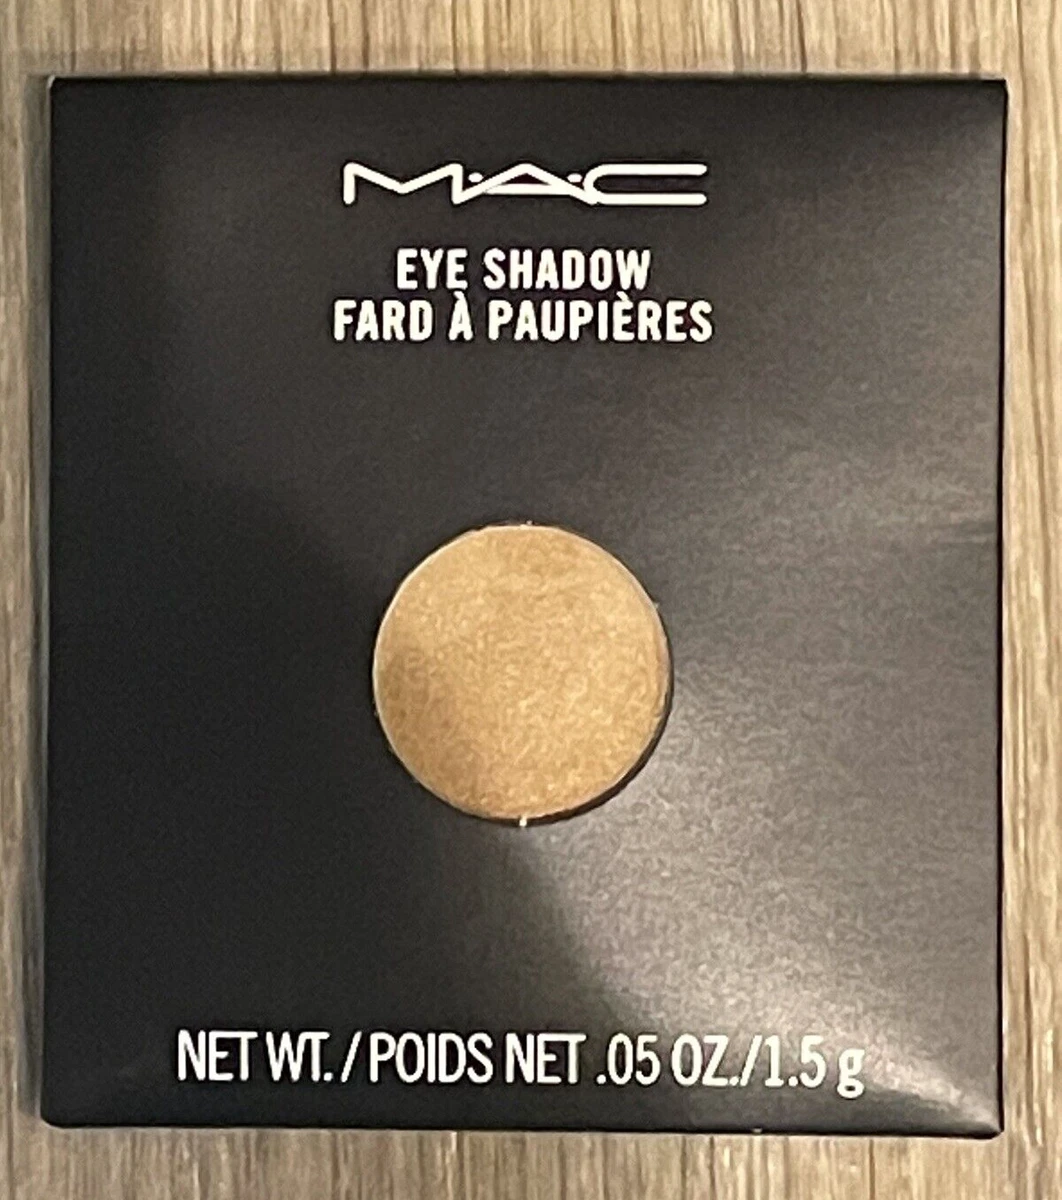 M·A·C
EYE SHADOW
FARD À PAUPIÈRES
NET WT. / POIDS NET .05 OZ./1.5 g